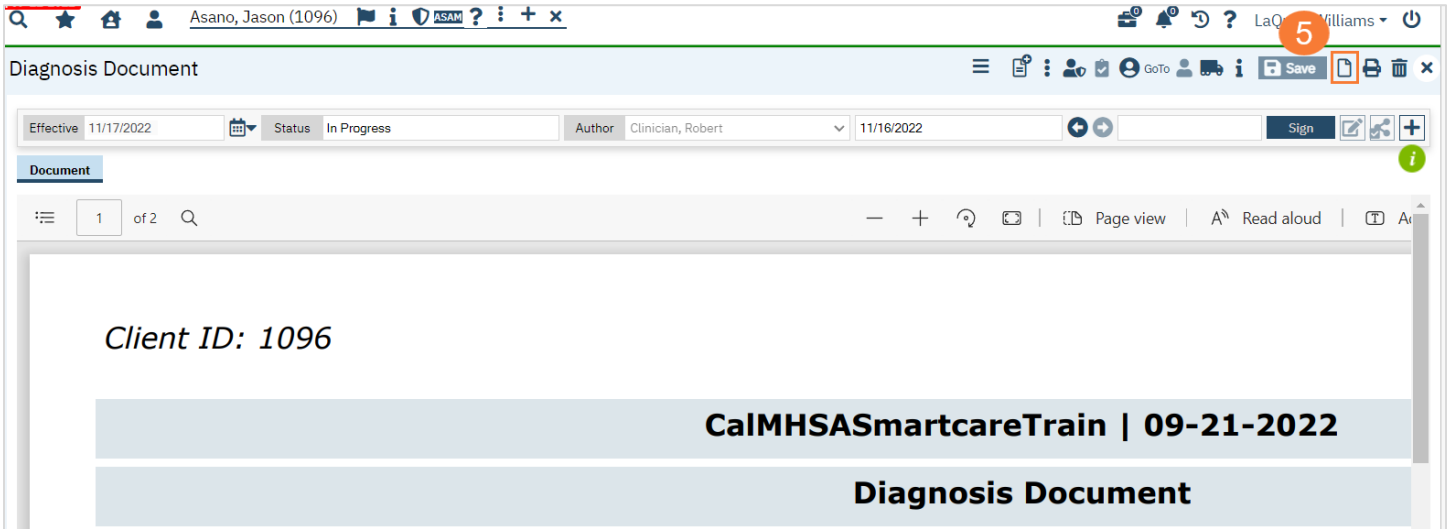 Asano, Jason (1096) i ASAM ? 0 0 ? LaQ Williams
5
Diagnosis Document GoTo i Save
Effective 11/17/2022 Status In Progress Author Clinician, Robert 11/16/2022 Sign
i
Document
1 of 2 Page view A Read aloud T
Client ID: 1096
CalMHSASmartcareTrain | 09-21-2022
Diagnosis Document